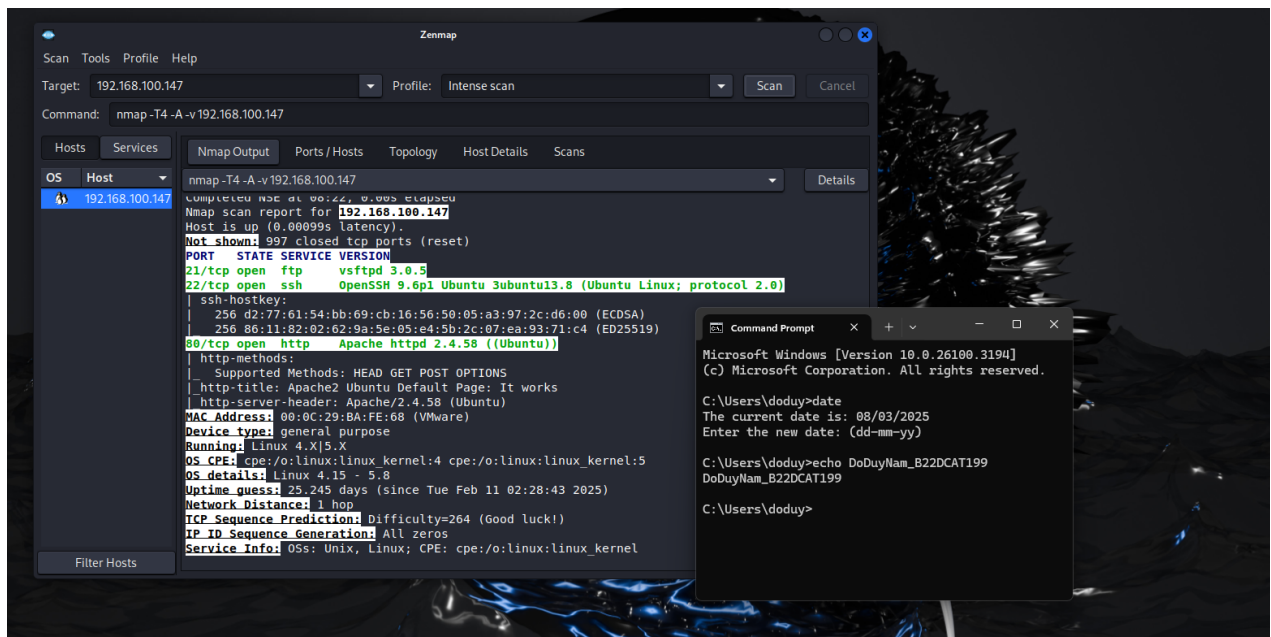 Zenmap
Scan Tools Profile Help
Target: 192.168.100.147 Profile: Intense scan Scan Cancel
Command: nmap -T4 -A -v 192.168.100.147
Hosts Services
Nmap Output Ports / Hosts Topology Host Details Scans
OS Host
192.168.100.147
nmap -T4 -A -v 192.168.100.147 Details
Completed NSE at 08:22, 0.00s elapsed
Nmap scan report for 192.168.100.147
Host is up (0.00099s latency).
Not shown: 997 closed tcp ports (reset)
PORT STATE SERVICE VERSION
21/tcp open ftp vsftpd 3.0.5
22/tcp open ssh OpenSSH 9.6p1 Ubuntu 3ubuntu13.8 (Ubuntu Linux; protocol 2.0)
| ssh-hostkey:
| 256 d2:77:61:54:bb:69:cb:16:56:50:05:a3:97:2c:d6:00 (ECDSA)
|_ 256 86:11:82:02:62:9a:5e:05:e4:5b:2c:07:ea:93:71:c4 (ED25519)
80/tcp open http Apache httpd 2.4.58 ((Ubuntu))
| http-methods:
|_ Supported Methods: HEAD GET POST OPTIONS
|_http-title: Apache2 Ubuntu Default Page: It works
|_http-server-header: Apache/2.4.58 (Ubuntu)
MAC Address: 00:0C:29:BA:FE:68 (VMware)
Device type: general purpose
Running: Linux 4.X|5.X
OS CPE: cpe:/o:linux:linux_kernel:4 cpe:/o:linux:linux_kernel:5
OS details: Linux 4.15 - 5.8
Uptime guess: 25.245 days (since Tue Feb 11 02:28:43 2025)
Network Distance: 1 hop
TCP Sequence Prediction: Difficulty=264 (Good luck!)
IP ID Sequence Generation: All zeros
Service Info: OSs: Unix, Linux; CPE: cpe:/o:linux:linux_kernel
Filter Hosts
Command Prompt
Microsoft Windows [Version 10.0.26100.3194]
(c) Microsoft Corporation. All rights reserved.
C:\Users\doduy>date
The current date is: 08/03/2025
Enter the new date: (dd-mm-yy)
C:\Users\doduy>echo DoDuyNam_B22DCAT199
DoDuyNam_B22DCAT199
C:\Users\doduy>